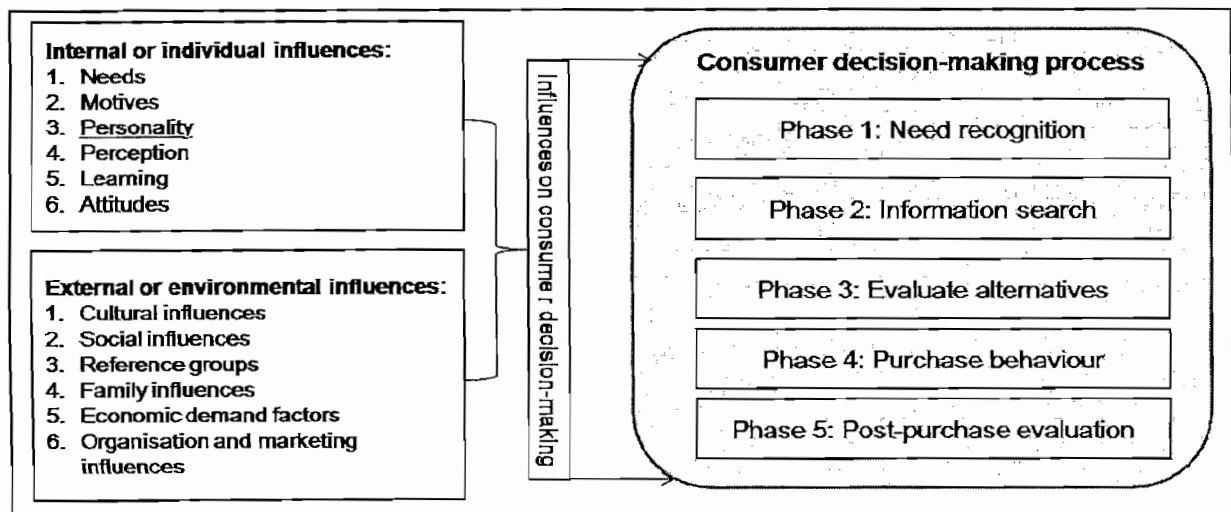 Internal or individual influences:
1. Needs
2. Motives
3. Personality
4. Perception
5. Learning
6. Attitudes
External or environmental influences:
1. Cultural influences
2. Social influences
3. Reference groups
4. Family influences
5. Economic demand factors
6. Organisation and marketing
influences
Influences on consumer decision-making
Consumer decision-making process
Phase 1: Need recognition
Phase 2: Information search
Phase 3: Evaluate alternatives
Phase 4: Purchase behaviour
Phase 5: Post-purchase evaluation